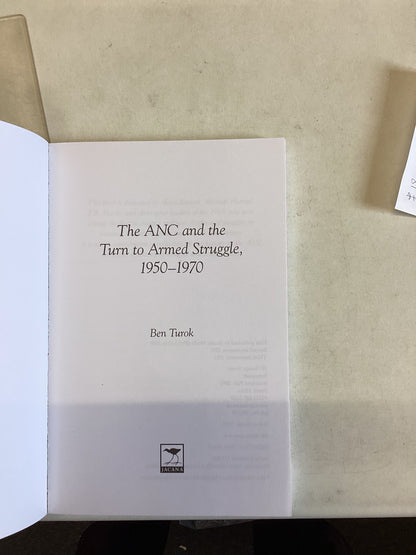 The ANC and the
Turn to Armed Struggle,
1950–1970
Ben Turok
JACANA